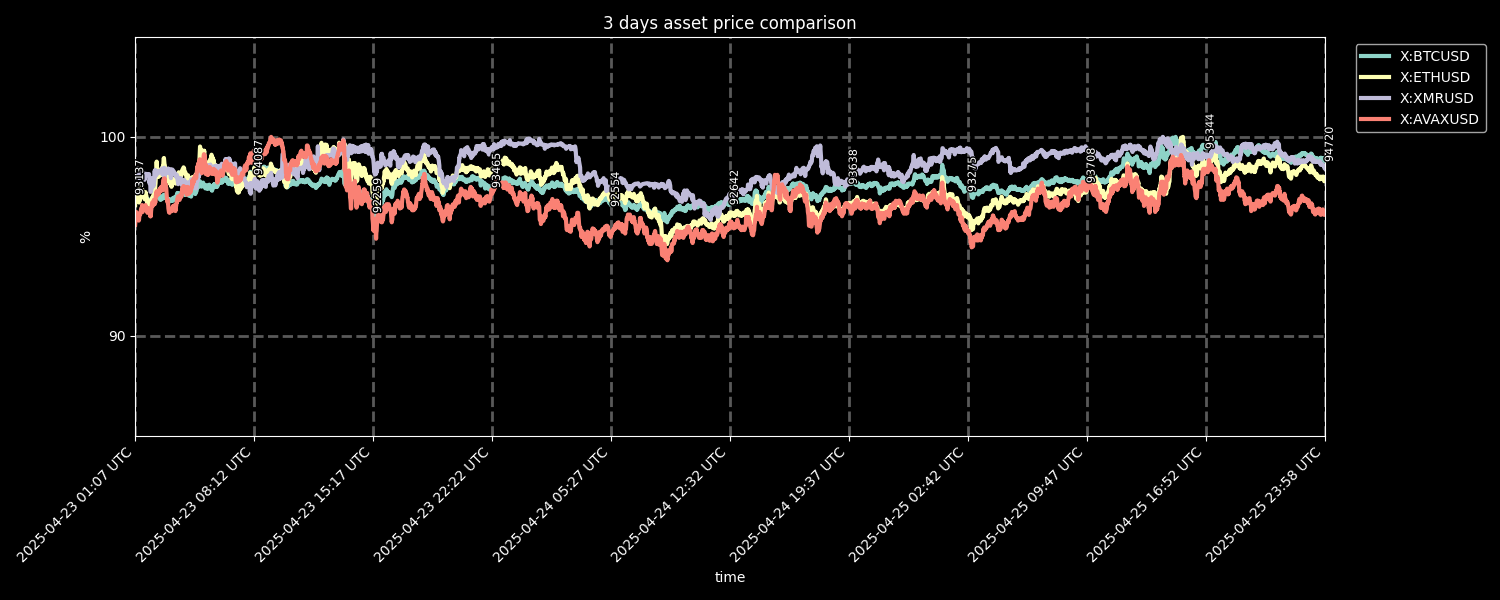 3 days asset price comparison
X:BTCUSD
X:ETHUSD
X:XMRUSD
X:AVAXUSD
%
100
90
94087
92259
93465
92554
92642
93638
93275
93708
95344
94720
2025-04-23 01:07 UTC
2025-04-23 08:12 UTC
2025-04-23 15:17 UTC
2025-04-23 22:22 UTC
2025-04-24 05:27 UTC
2025-04-24 12:32 UTC
2025-04-24 19:37 UTC
2025-04-25 02:42 UTC
2025-04-25 09:47 UTC
2025-04-25 16:52 UTC
2025-04-25 23:58 UTC
time